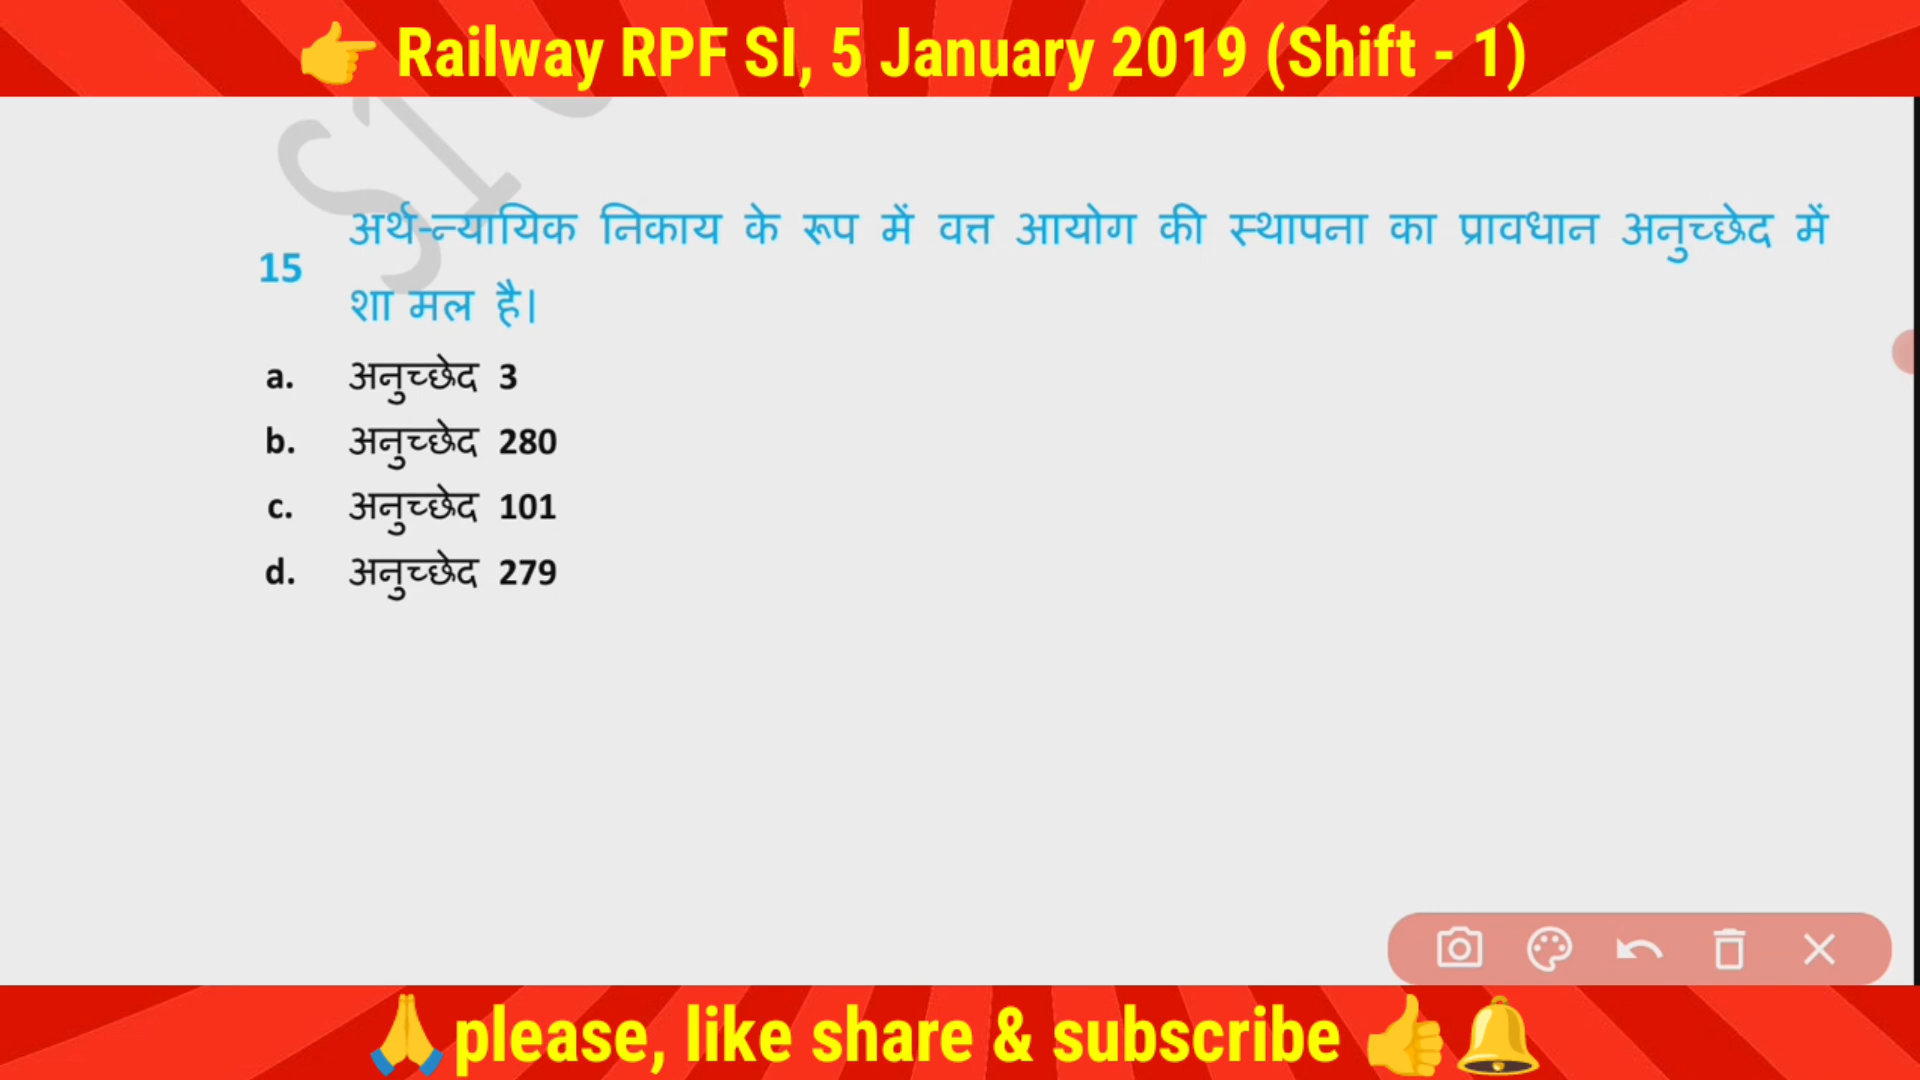 👉 Railway RPF SI, 5 January 2019 (Shift - 1)
15 अर्थ-न्यायिक निकाय के रूप में वत्त आयोग की स्थापना का प्रावधान अनुच्छेद में
शा मल है।
a. अनुच्छेद 3
b. अनुच्छेद 280
c. अनुच्छेद 101
d. अनुच्छेद 279
🙏please, like share & subscribe 👍🔔